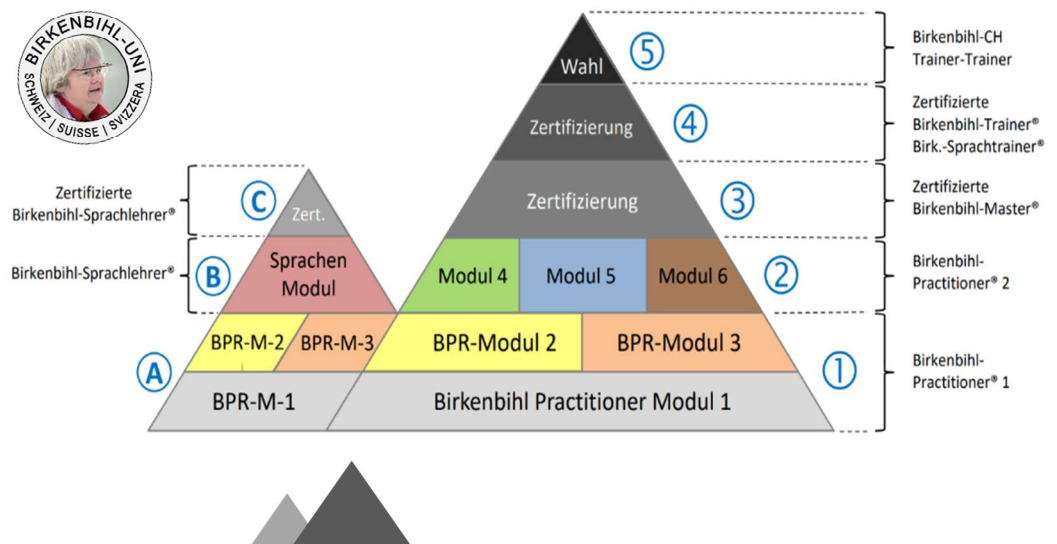 BIRKENBIHL-UNI
SCHWEIZ | SUISSE | SVIZZERA
Wahl
5
Birkenbihl-CH
Trainer-Trainer
Zertifizierung
4
Zertifizierte
Birkenbihl-Trainer®
Birk.-Sprachtrainer®
Zertifizierung
3
Zertifizierte
Birkenbihl-Master®
Zertifizierte
Birkenbihl-Sprachlehrer®
C
Zert.
Birkenbihl-Sprachlehrer®
B
Sprachen
Modul
Modul 4
Modul 5
Modul 6
2
Birkenbihl-
Practitioner® 2
A
BPR-M-2
BPR-M-3
BPR-Modul 2
BPR-Modul 3
1
Birkenbihl-
Practitioner® 1
BPR-M-1
Birkenbihl Practitioner Modul 1